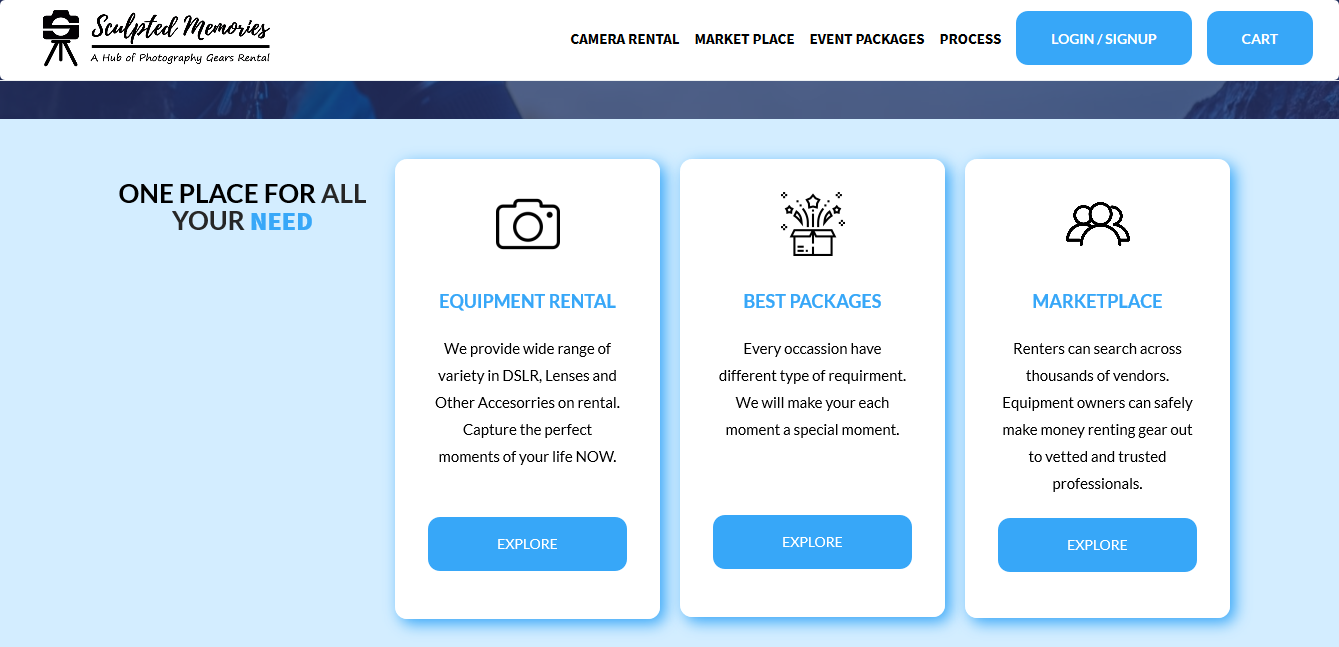 Sculpted Memories
A Hub of Photography Gears Rental
CAMERA RENTAL
MARKET PLACE
EVENT PACKAGES
PROCESS
LOGIN / SIGNUP
CART
ONE PLACE FOR ALL
YOUR NEED
EQUIPMENT RENTAL
We provide wide range of
variety in DSLR, Lenses and
Other Accesorries on rental.
Capture the perfect
moments of your life NOW.
EXPLORE
BEST PACKAGES
Every occassion have
different type of requirment.
We will make your each
moment a special moment.
EXPLORE
MARKETPLACE
Renters can search across
thousands of vendors.
Equipment owners can safely
make money renting gear out
to vetted and trusted
professionals.
EXPLORE